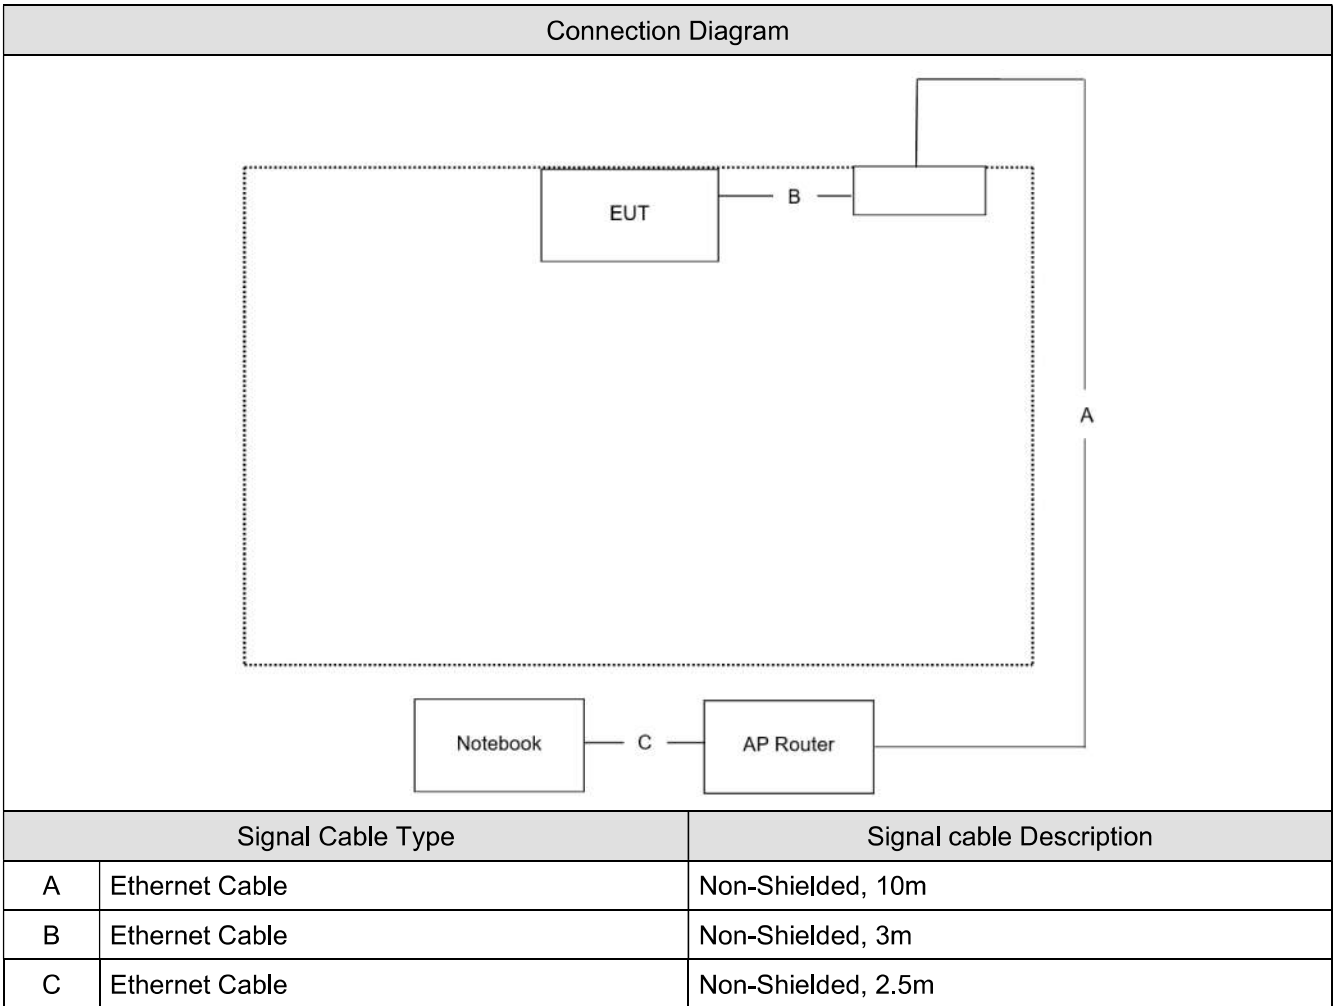 Connection Diagram
EUT
B
A
Notebook
C
AP Router
Signal Cable Type Signal cable Description
A Ethernet Cable Non-Shielded, 10m
B Ethernet Cable Non-Shielded, 3m
C Ethernet Cable Non-Shielded, 2.5m